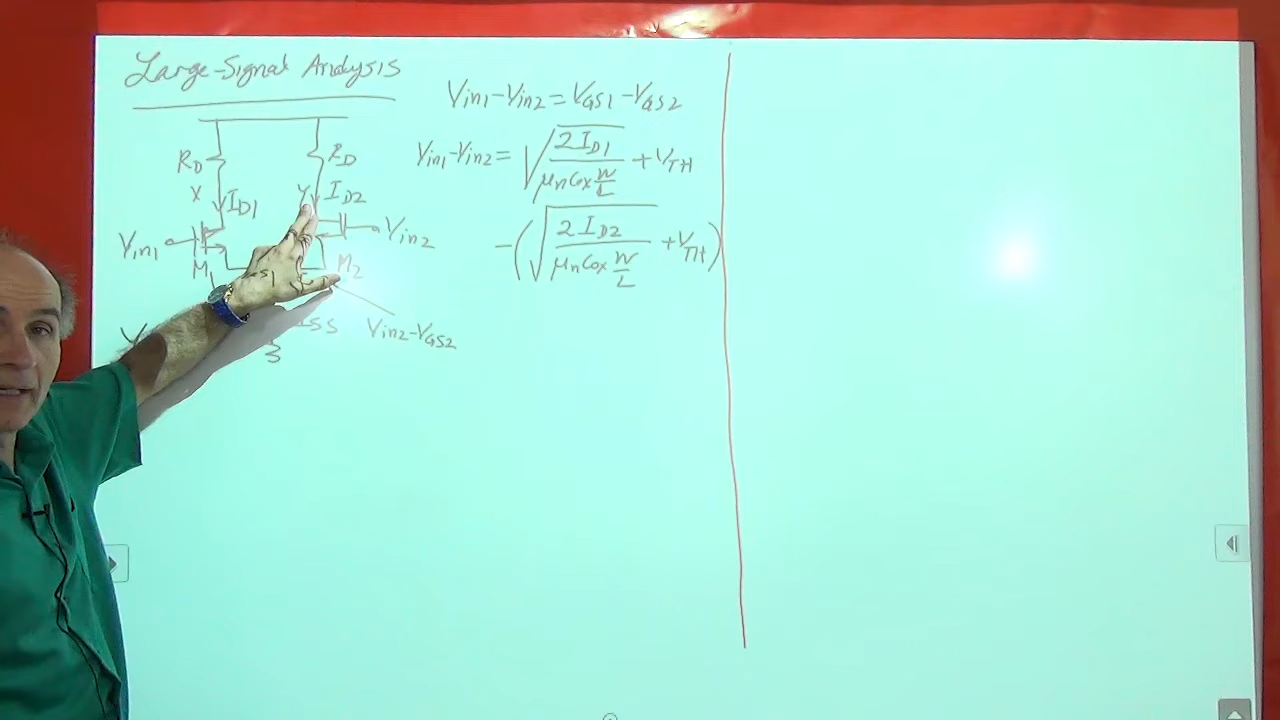 Large-Signal Analysis
Vin1-Vin2 = VGS1-VGS2
RD RD
Vin1-Vin2 = √(2ID1 / μnCox W/L) + VTH
X Y
ID1 ID2
Vin1 Vin2
-(√(2ID2 / μnCox W/L) + VTH)
M1 M2
ISS
Vin2-VGS2